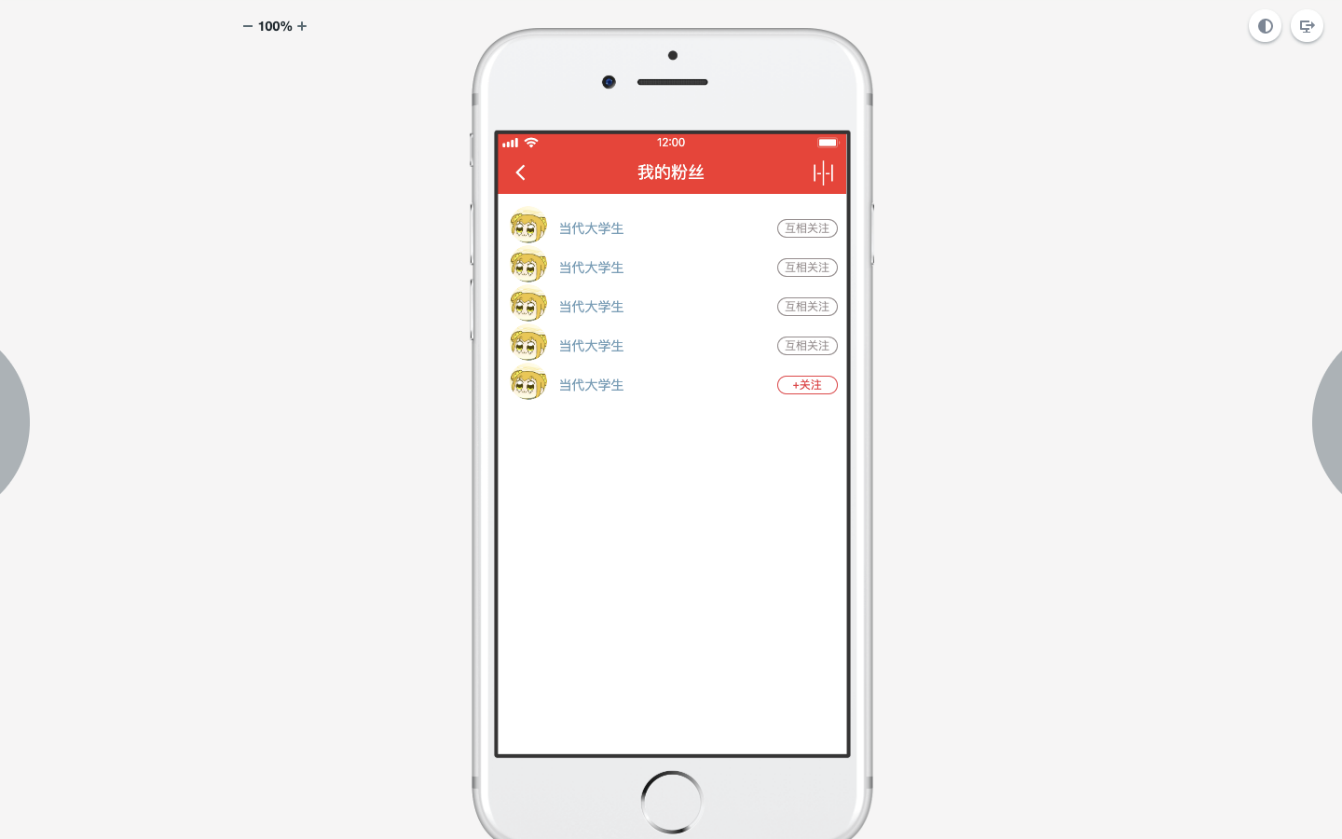 — 100% +
12:00
我的粉丝
当代大学生 互相关注
当代大学生 互相关注
当代大学生 互相关注
当代大学生 互相关注
当代大学生 +关注